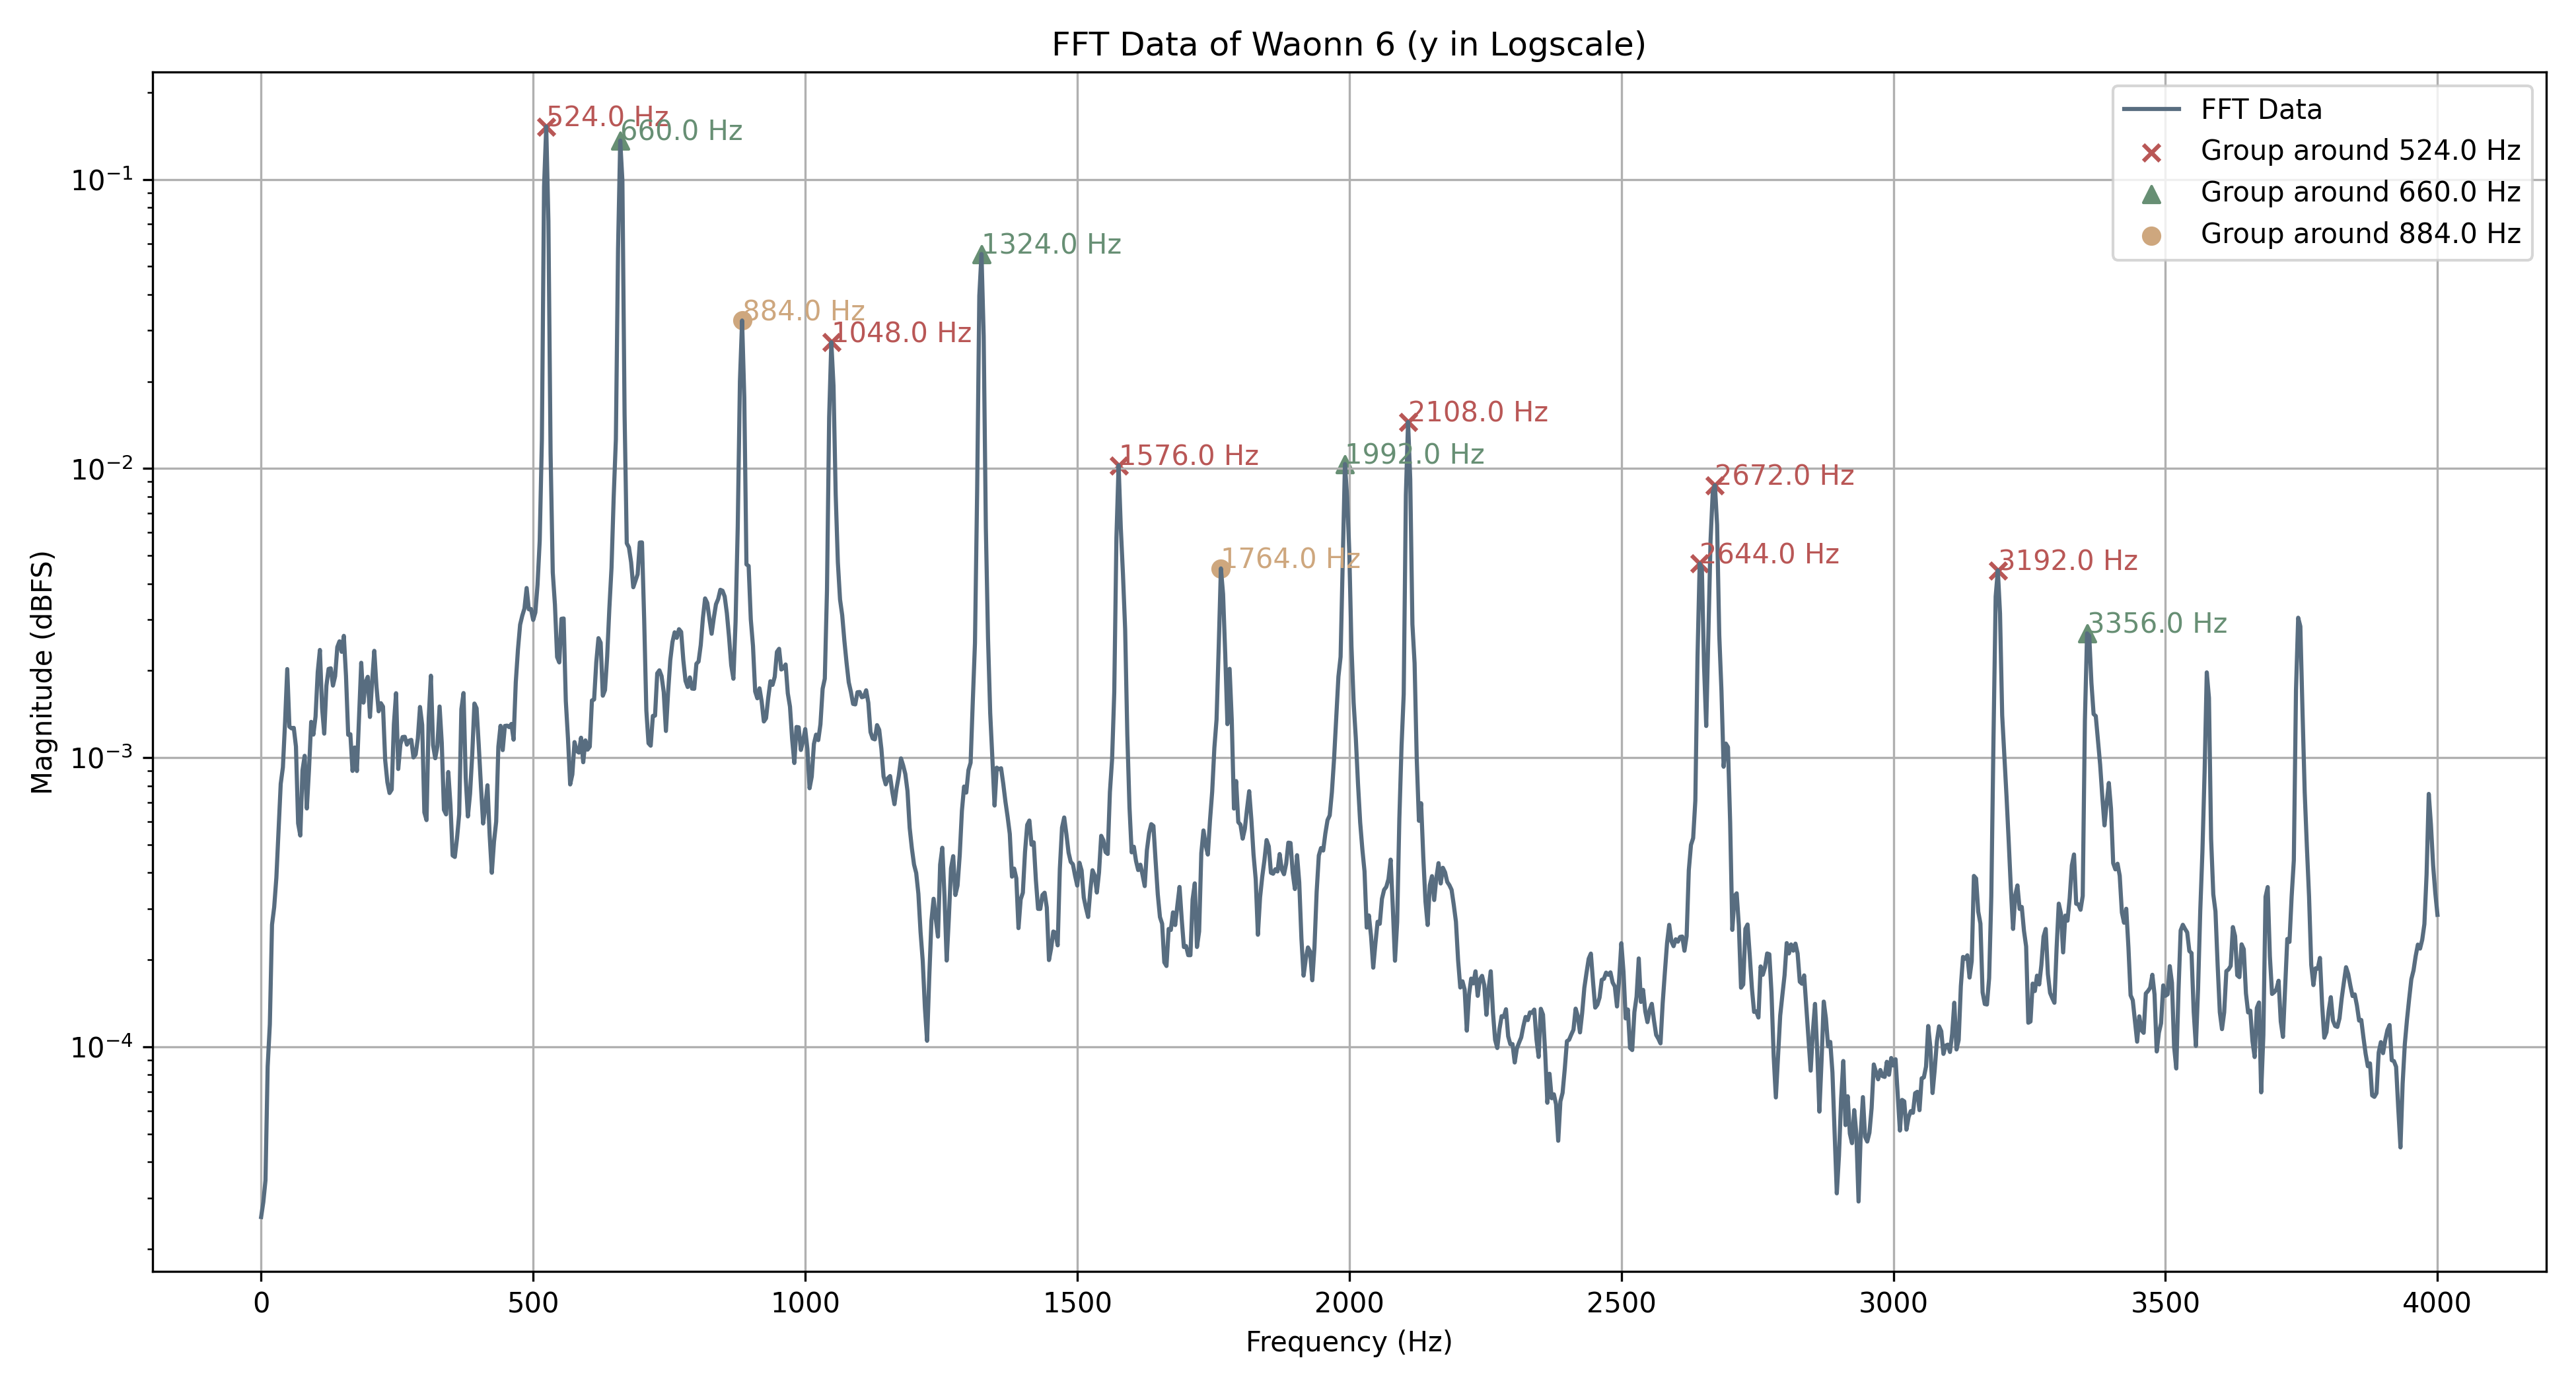 FFT Data of Waonn 6 (y in Logscale)
FFT Data
Group around 524.0 Hz
Group around 660.0 Hz
Group around 884.0 Hz
524.0 Hz
660.0 Hz
1324.0 Hz
884.0 Hz
1048.0 Hz
2108.0 Hz
1576.0 Hz
1992.0 Hz
2672.0 Hz
1764.0 Hz
2644.0 Hz
3192.0 Hz
3356.0 Hz
10⁻¹
10⁻²
10⁻³
10⁻⁴
Magnitude (dBFS)
0 500 1000 1500 2000 2500 3000 3500 4000
Frequency (Hz)